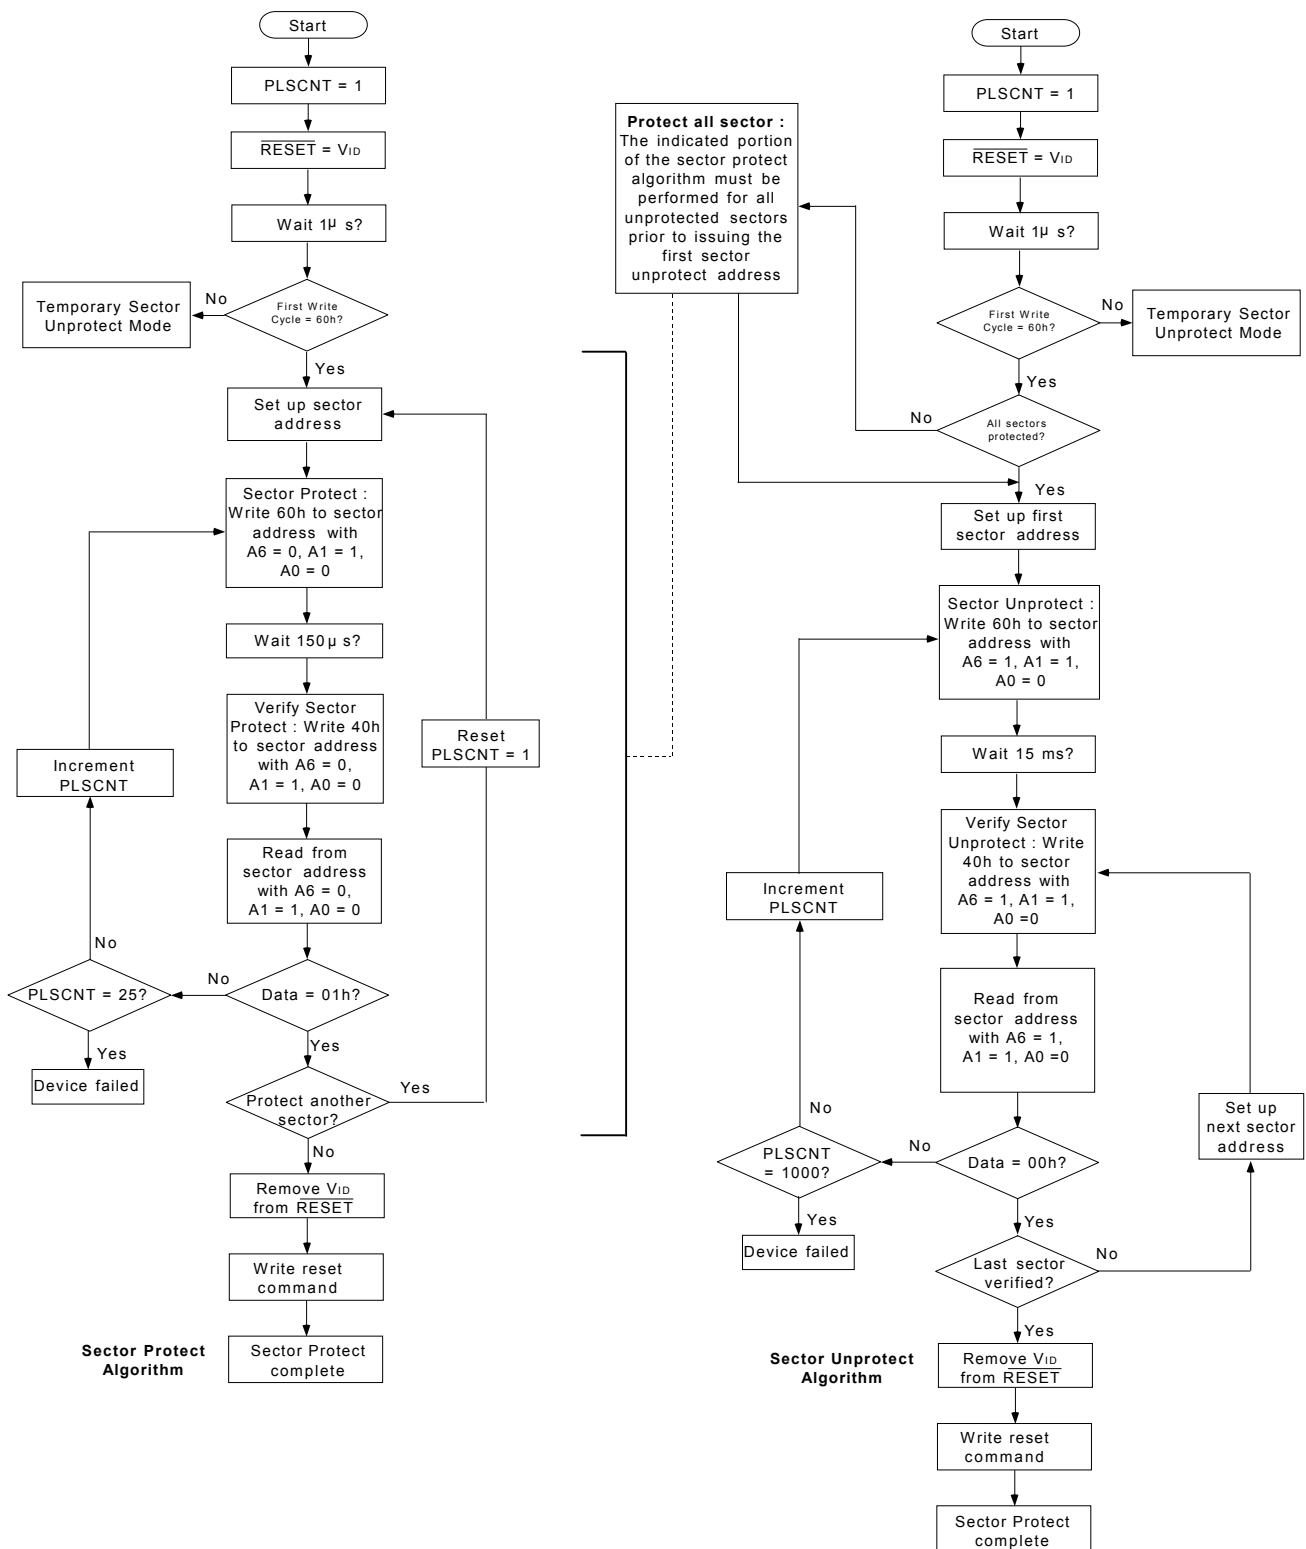 Start
PLSCNT = 1
RESET = VID
Wait 1μ s?
First Write
Cycle = 60h?
No
Temporary Sector
Unprotect Mode
Yes
Set up sector
address
Sector Protect :
Write 60h to sector
address with
A6 = 0, A1 = 1,
A0 = 0
Wait 150μ s?
Verify Sector
Protect : Write 40h
to sector address
with A6 = 0,
A1 = 1, A0 = 0
Reset
PLSCNT = 1
Increment
PLSCNT
Read from
sector address
with A6 = 0,
A1 = 1, A0 = 0
No
PLSCNT = 25?
No
Data = 01h?
Yes
Device failed
Yes
Protect another
sector?
Yes
No
Remove VID
from RESET
Write reset
command
Sector Protect
complete
Sector Protect
Algorithm
Protect all sector :
The indicated portion
of the sector protect
algorithm must be
performed for all
unprotected sectors
prior to issuing the
first sector
unprotect address
Start
PLSCNT = 1
RESET = VID
Wait 1μ s?
First Write
Cycle = 60h?
No
Temporary Sector
Unprotect Mode
Yes
No
All sectors
protected?
Yes
Set up first
sector address
Sector Unprotect :
Write 60h to sector
address with
A6 = 1, A1 = 1,
A0 = 0
Wait 15 ms?
Verify Sector
Unprotect : Write
40h to sector
address with
A6 = 1, A1 = 1,
A0 =0
Increment
PLSCNT
Read from
sector address
with A6 = 1,
A1 = 1, A0 =0
No
PLSCNT
= 1000?
No
Data = 00h?
Set up
next sector
address
Yes
Device failed
Yes
Last sector
verified?
No
Yes
Remove VID
from RESET
Write reset
command
Sector Protect
complete
Sector Unprotect
Algorithm